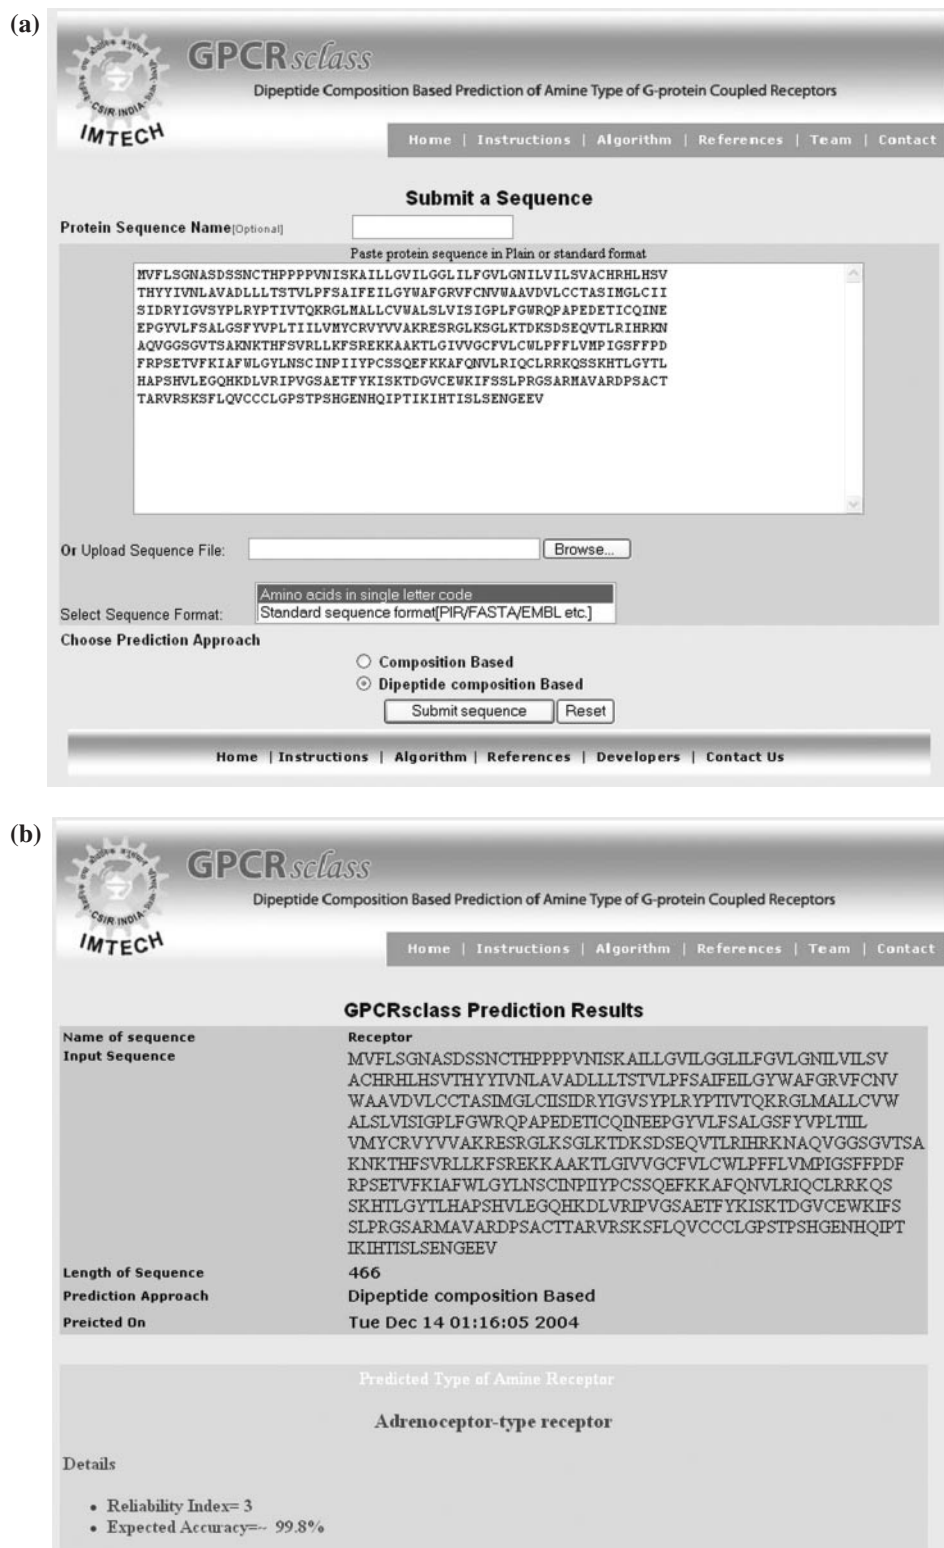 (a)
GPCRsclass
Dipeptide Composition Based Prediction of Amine Type of G-protein Coupled Receptors
CSIR-INDIA
IMTECH
Home | Instructions | Algorithm | References | Team | Contact
Submit a Sequence
Protein Sequence Name[Optional]
Paste protein sequence in Plain or standard format
MVFLSGNASDSSNCTHPPPPVNISKAILLGVILGGLILFGVLGNILVILSVACHRHLHSV
THYYIVNLAVADLLLTSTVLPFSAIFEILGYWAFGRVFCNVWAAVDVLCCTASIMGLCII
SIDRYIGVSYPLRYPTIVTQKRGLMALLCVWALSLVISIGPLFGWRQPAPEDETICQINE
EPGYVLFSALGSFYVPLTIILVMYCRVYVVAKRESRGLKSGLKTDKSDSEQVTLRIHRKN
AQVGGSGVTSAKNKTHFSVRLLKFSREKKAAKTLGIVVGCFVLCWLPFFLVMPIGSFFPD
FRPSETVFKIAFWLGYLNSCINPIIYPCSSQEFKKAFQNVLRIQCLRRKQSSKHTLGYTL
HAPSHVLEGQHKDLVRIPVGSAETFYKISKTDGVCEWKIFSSLPRGSARMAVARDPSACT
TARVRSKSFLQVCCCLGPSTPSHGENHQIPTIKIHTISLSENGEEV
Or Upload Sequence File:
Browse...
Select Sequence Format:
Amino acids in single letter code
Standard sequence format[PIR/FASTA/EMBL etc.]
Choose Prediction Approach
Composition Based
Dipeptide composition Based
Submit sequence Reset
Home | Instructions | Algorithm | References | Developers | Contact Us
(b)
GPCRsclass
Dipeptide Composition Based Prediction of Amine Type of G-protein Coupled Receptors
CSIR-INDIA
IMTECH
Home | Instructions | Algorithm | References | Team | Contact
GPCRsclass Prediction Results
Name of sequence Receptor
Input Sequence MVFLSGNASDSSNCTHPPPPVNISKAILLGVILGGLILFGVLGNILVILSV
ACHRHLHSVTHYYIVNLAVADLLLTSTVLPFSAIFEILGYWAFGRVFCNV
WAAVDVLCCTASIMGLCIISIDRYIGVSYPLRYPTIVTQKRGLMALLCVW
ALSLVISIGPLFGWRQPAPEDETICQINEEPGYVLFSALGSFYVPLTIIL
VMYCRVYVVAKRESRGLKSGLKTDKSDSEQVTLRIHRKNAQVGGSGVTSA
KNKTHFSVRLLKFSREKKAAKTLGIVVGCFVLCWLPFFLVMPIGSFFPDF
RPSETVFKIAFWLGYLNSCINPIIYPCSSQEFKKAFQNVLRIQCLRRKQS
SKHTLGYTLHAPSHVLEGQHKDLVRIPVGSAETFYKISKTDGVCEWKIFS
SLPRGSARMAVARDPSACTTARVRSKSFLQVCCCLGPSTPSHGENHQIPT
IKIHTISLSENGEEV
Length of Sequence 466
Prediction Approach Dipeptide composition Based
Preicted On Tue Dec 14 01:16:05 2004
Predicted Type of Amine Receptor
Adrenoceptor-type receptor
Details
• Reliability Index= 3
• Expected Accuracy=~ 99.8%